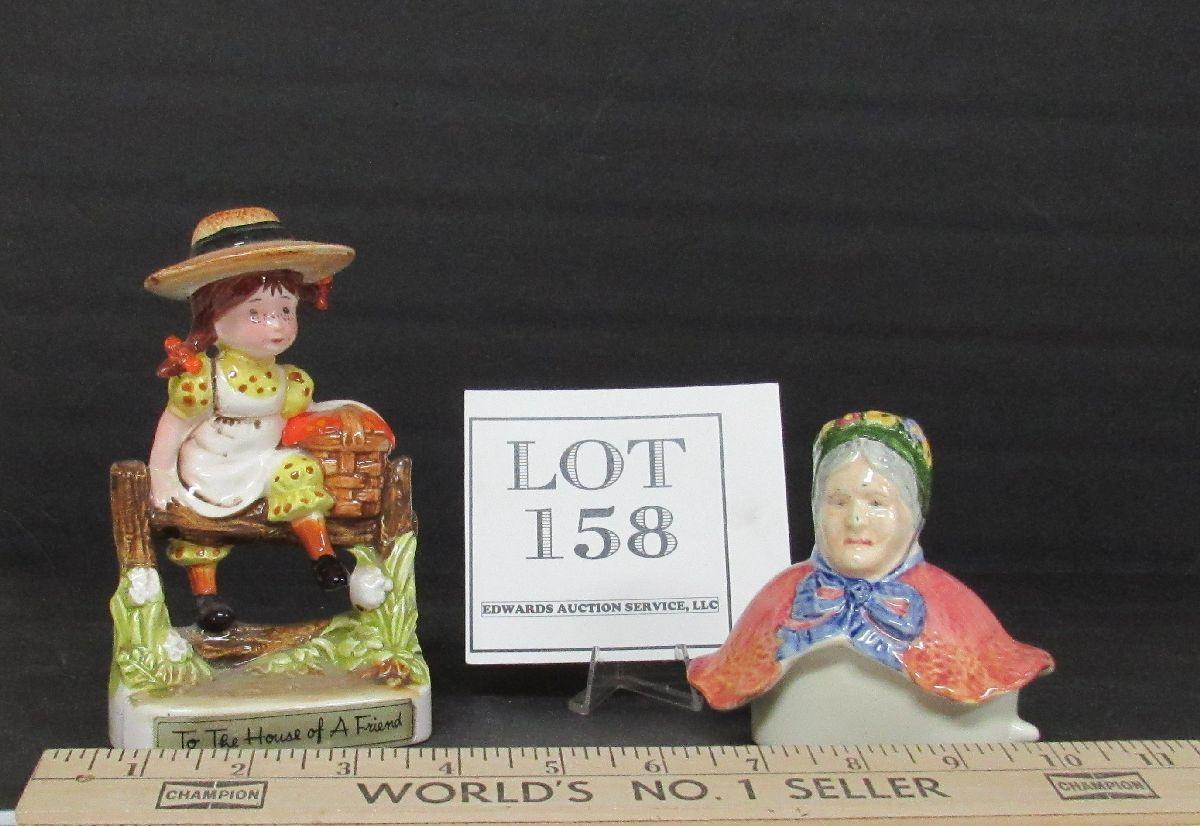 LOT
158
EDWARDS AUCTION SERVICE, LLC
To The House of A Friend
1 2 3 4 5 6 7 8 9 10 11
CHAMPION WORLD'S NO. 1 SELLER CHAMPION